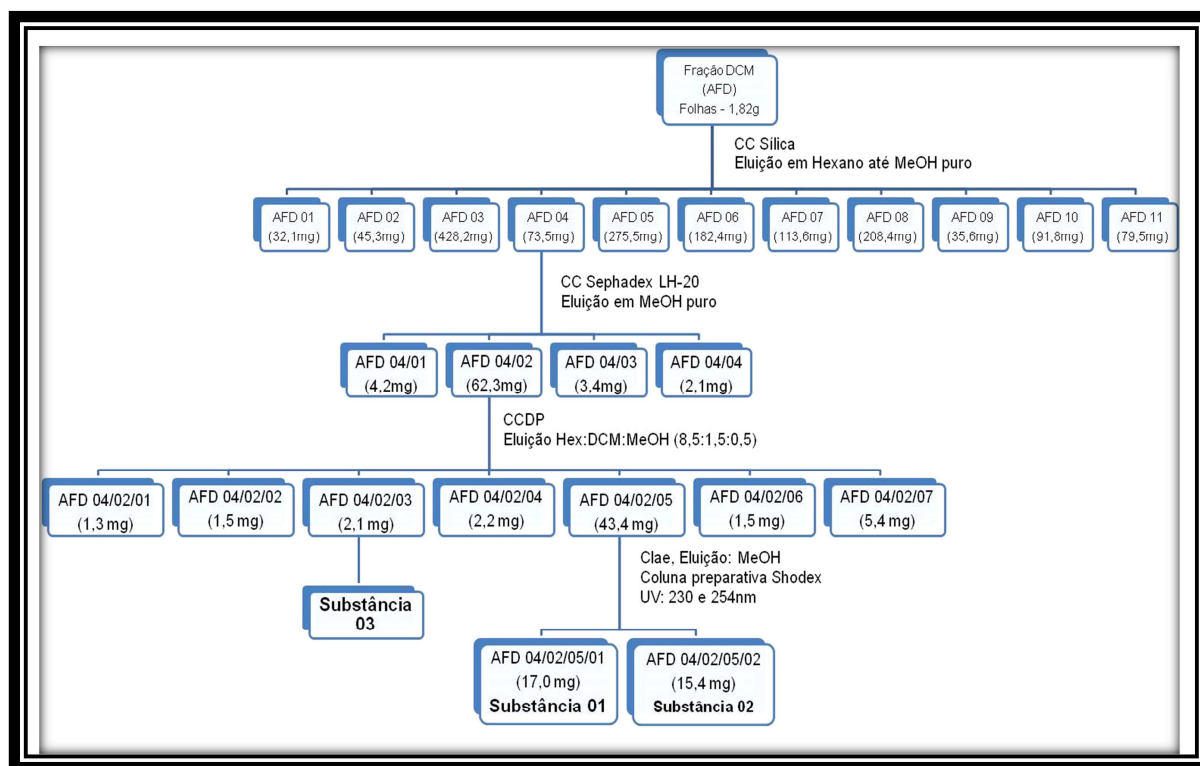 Fração DCM
(AFD)
Folhas - 1,82g
CC Sílica
Eluição em Hexano até MeOH puro
AFD 01
(32,1mg)
AFD 02
(45,3mg)
AFD 03
(428,2mg)
AFD 04
(73,5mg)
AFD 05
(275,5mg)
AFD 06
(182,4mg)
AFD 07
(113,6mg)
AFD 08
(208,4mg)
AFD 09
(35,6mg)
AFD 10
(91,8mg)
AFD 11
(79,5mg)
CC Sephadex LH-20
Eluição em MeOH puro
AFD 04/01
(4,2mg)
AFD 04/02
(62,3mg)
AFD 04/03
(3,4mg)
AFD 04/04
(2,1mg)
CCDP
Eluição Hex:DCM:MeOH (8,5:1,5:0,5)
AFD 04/02/01
(1,3 mg)
AFD 04/02/02
(1,5 mg)
AFD 04/02/03
(2,1 mg)
AFD 04/02/04
(2,2 mg)
AFD 04/02/05
(43,4 mg)
AFD 04/02/06
(1,5 mg)
AFD 04/02/07
(5,4 mg)
Clae, Eluição: MeOH
Coluna preparativa Shodex
UV: 230 e 254nm
Substância
03
AFD 04/02/05/01
(17,0 mg)
Substância 01
AFD 04/02/05/02
(15,4 mg)
Substância 02